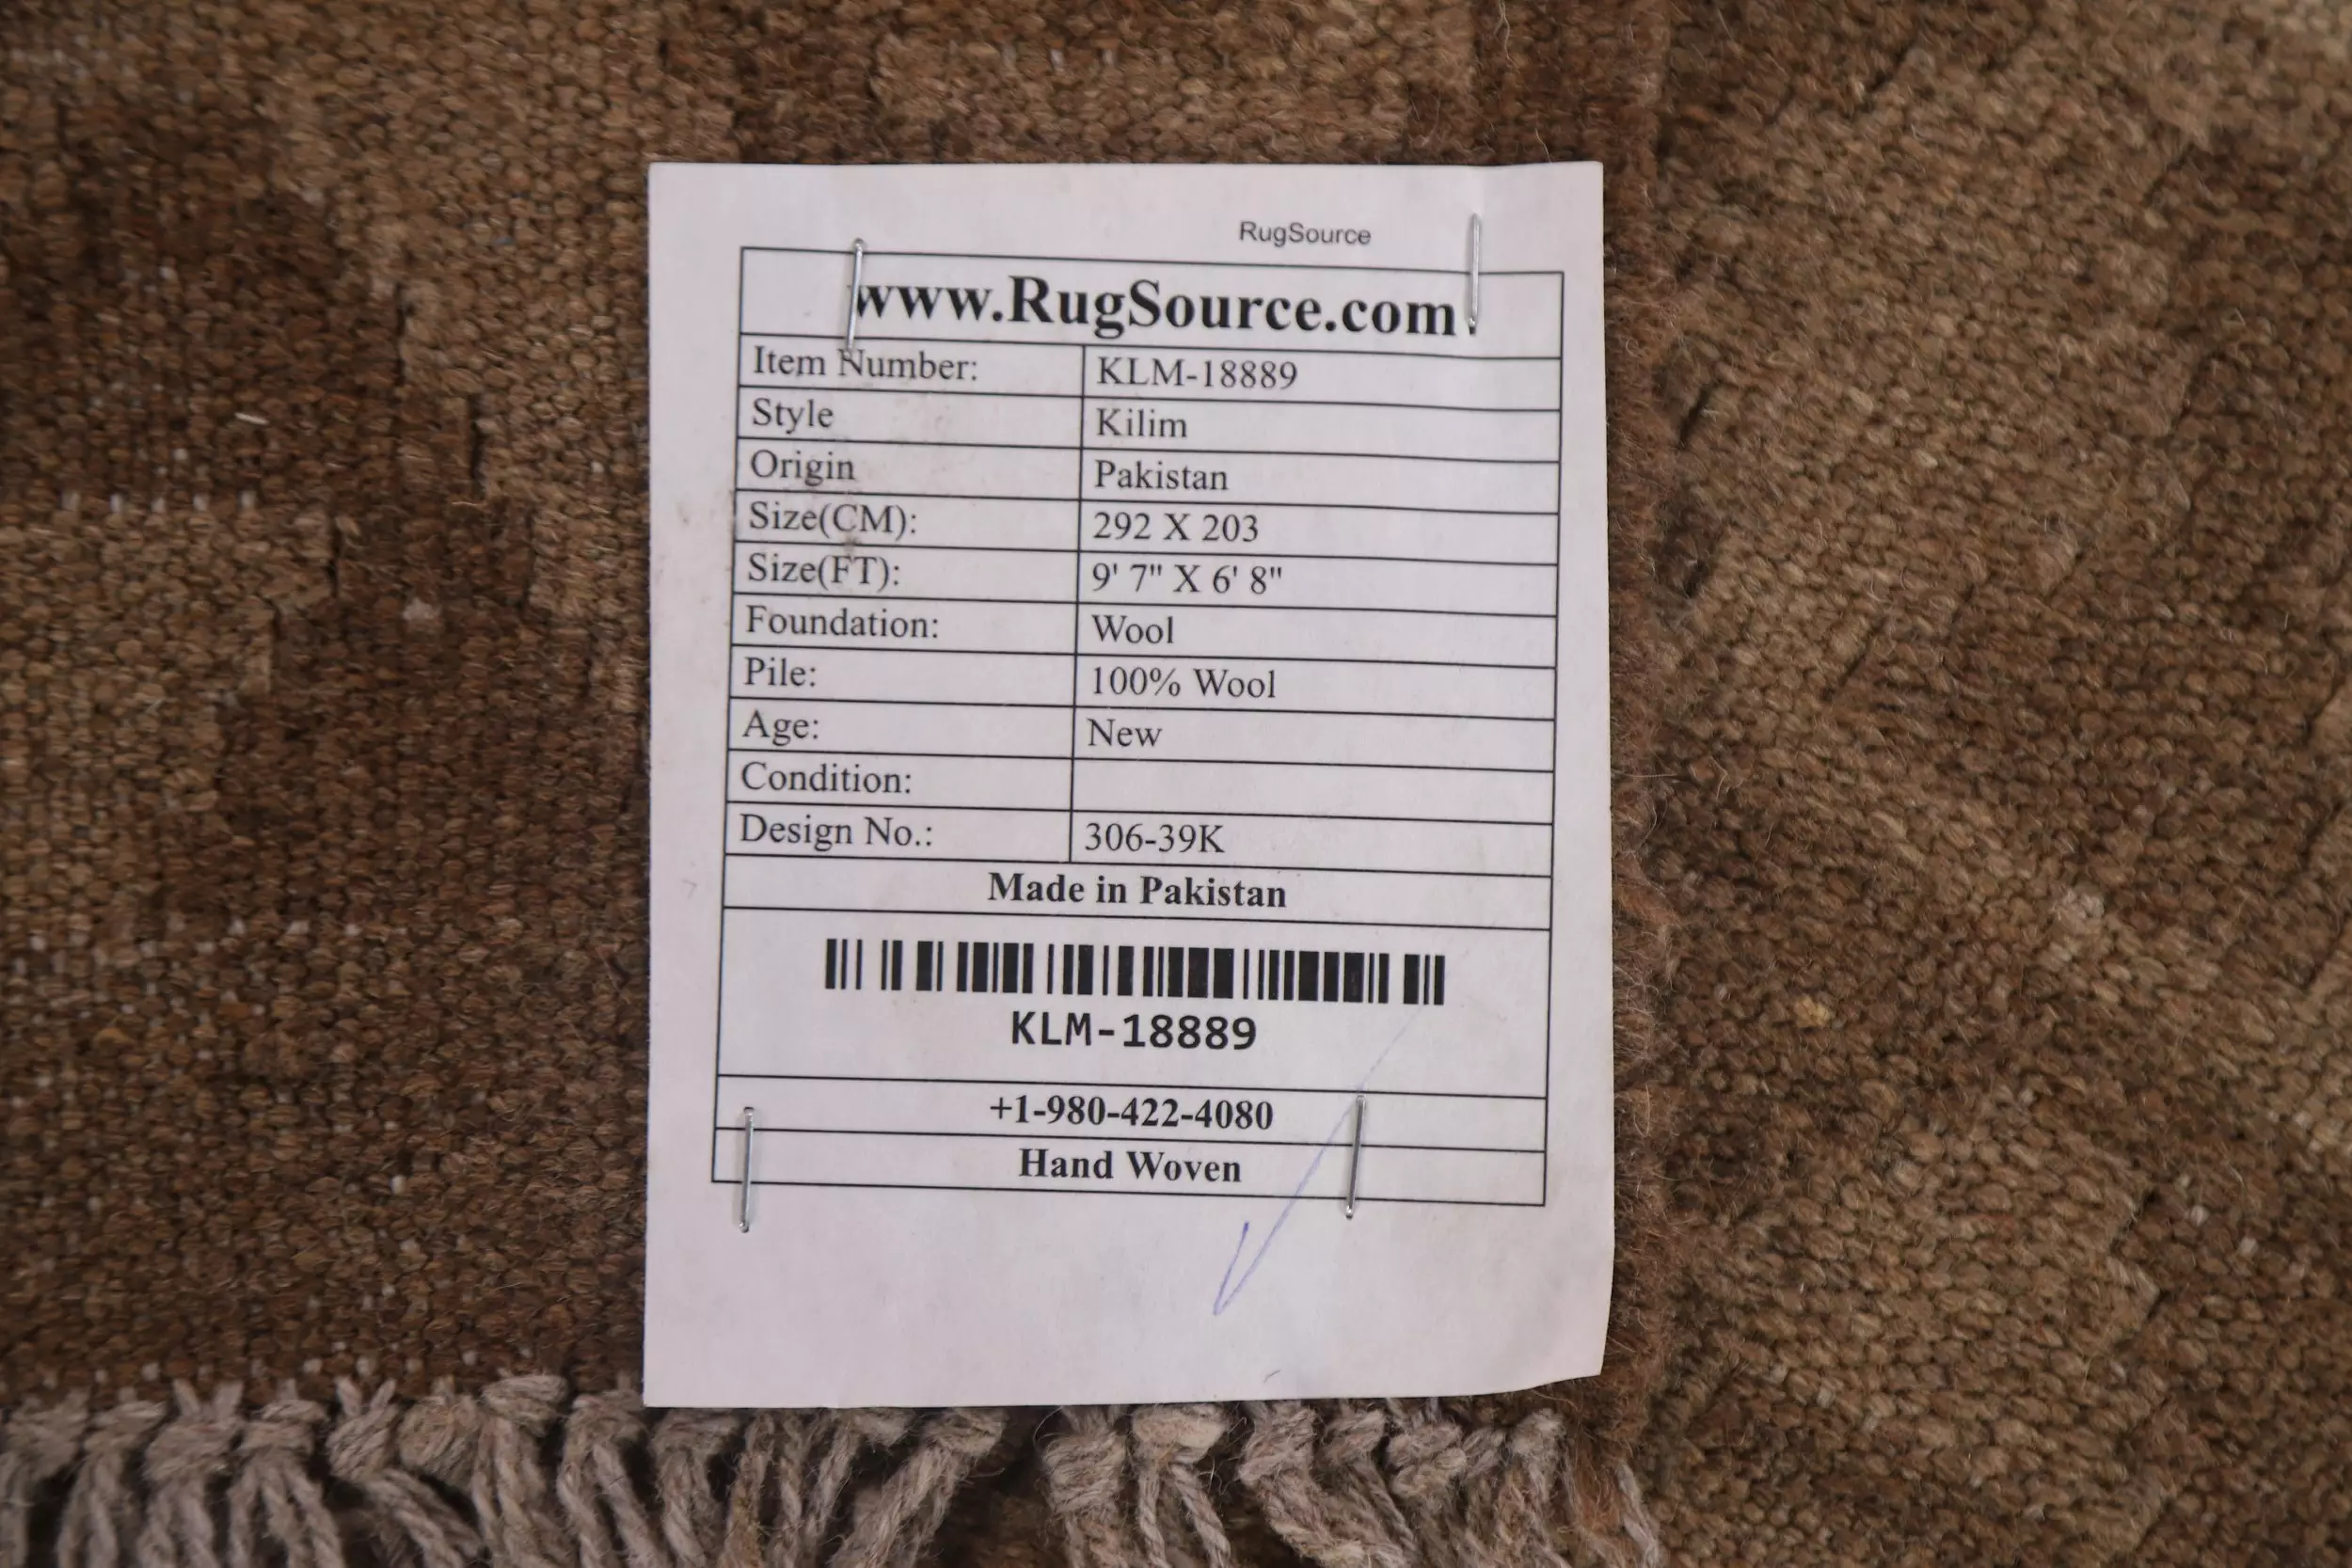 RugSource
www.RugSource.com.
Item Number: KLM-18889
Style Kilim
Origin Pakistan
Size(CM): 292 X 203
Size(FT): 9' 7" X 6' 8"
Foundation: Wool
Pile: 100% Wool
Age: New
Condition:
Design No.: 306-39K
Made in Pakistan
KLM-18889
+1-980-422-4080
Hand Woven